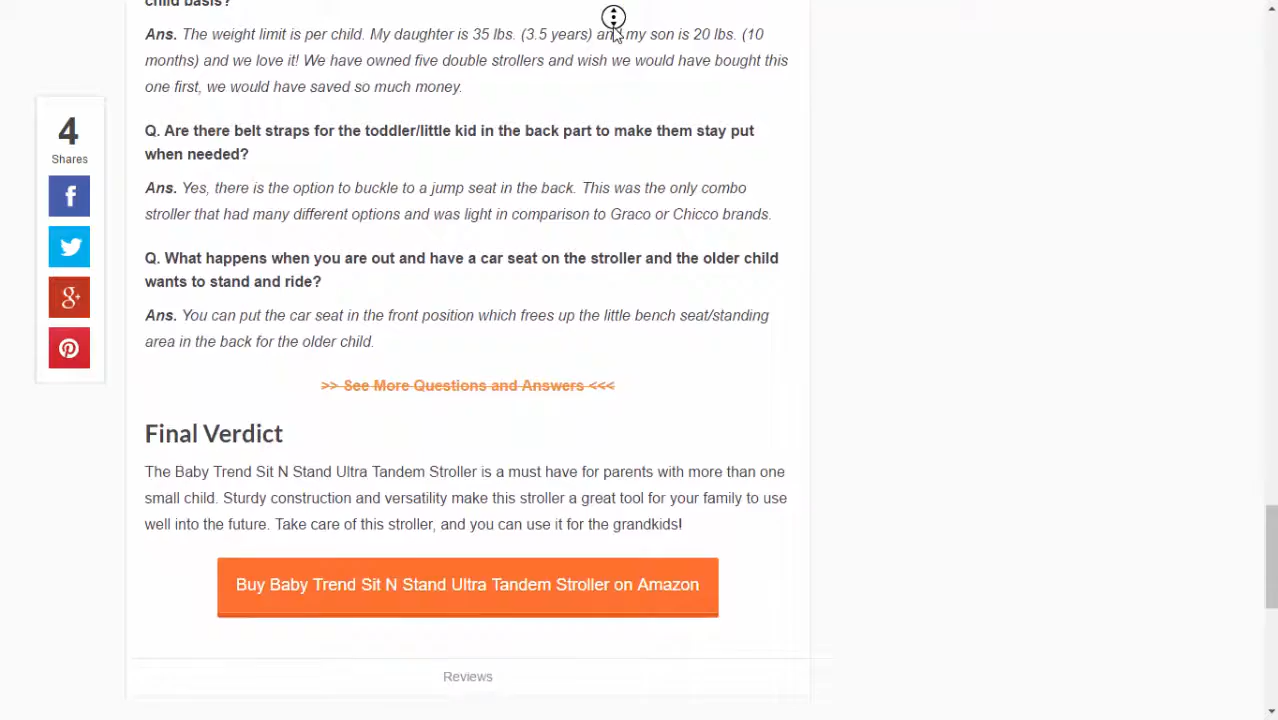 child basis?
Ans. The weight limit is per child. My daughter is 35 lbs. (3.5 years) and my son is 20 lbs. (10
months) and we love it! We have owned five double strollers and wish we would have bought this
one first, we would have saved so much money.
Q. Are there belt straps for the toddler/little kid in the back part to make them stay put
when needed?
Ans. Yes, there is the option to buckle to a jump seat in the back. This was the only combo
stroller that had many different options and was light in comparison to Graco or Chicco brands.
Q. What happens when you are out and have a car seat on the stroller and the older child
wants to stand and ride?
Ans. You can put the car seat in the front position which frees up the little bench seat/standing
area in the back for the older child.
>> See More Questions and Answers <<<
Final Verdict
The Baby Trend Sit N Stand Ultra Tandem Stroller is a must have for parents with more than one
small child. Sturdy construction and versatility make this stroller a great tool for your family to use
well into the future. Take care of this stroller, and you can use it for the grandkids!
Buy Baby Trend Sit N Stand Ultra Tandem Stroller on Amazon
Reviews
4
Shares
f
g+